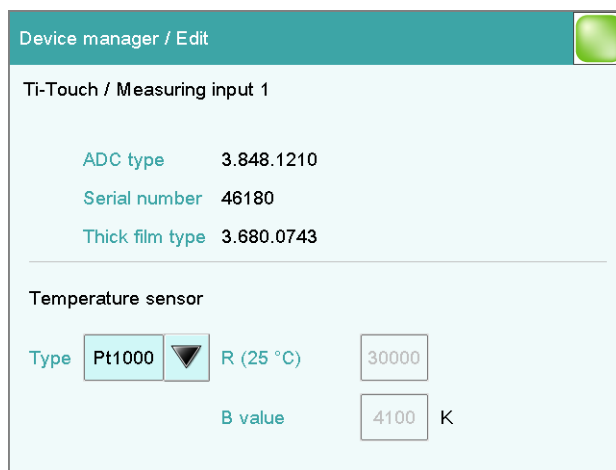 Device manager / Edit
Ti-Touch / Measuring input 1
ADC type 3.848.1210
Serial number 46180
Thick film type 3.680.0743
Temperature sensor
Type Pt1000 R (25 °C) 30000
B value 4100 K